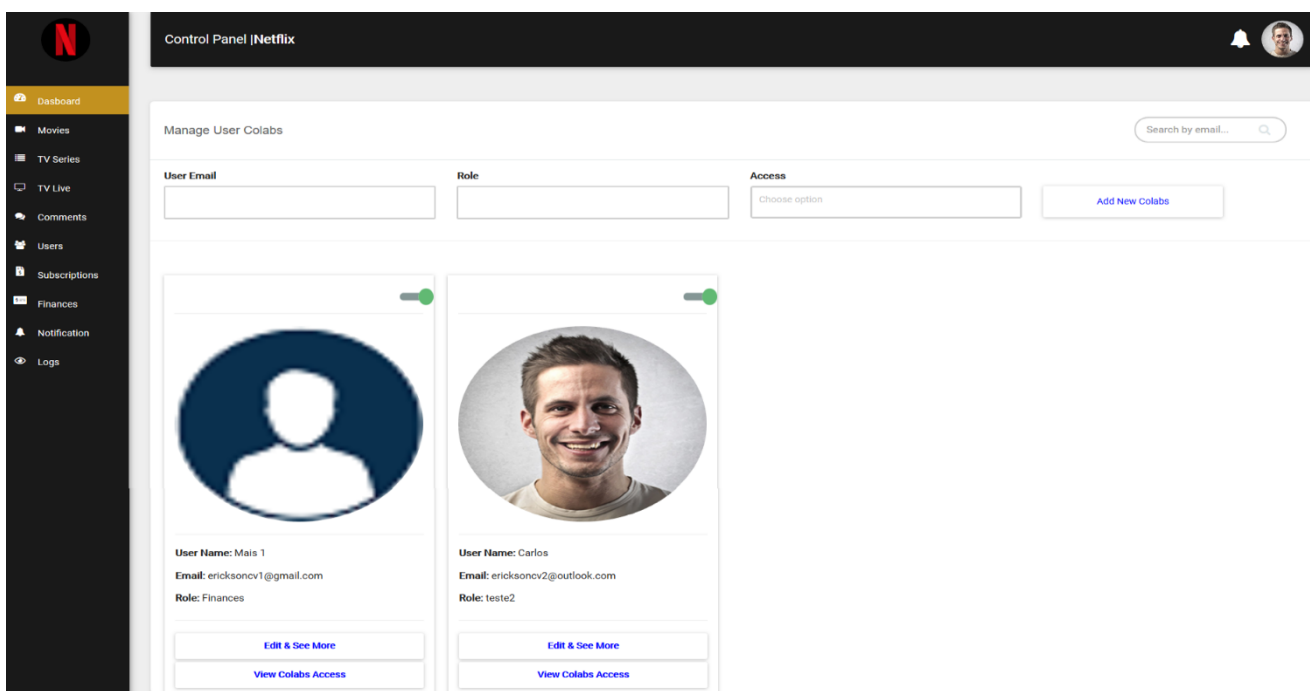 N
Control Panel |Netflix
Dasboard
Movies
TV Series
TV Live
Comments
Users
Subscriptions
Finances
Notification
Logs
Manage User Colabs
Search by email...
User Email
Role
Access
Choose option
Add New Colabs
User Name: Mais 1
Email: ericksoncv1@gmail.com
Role: Finances
Edit & See More
View Colabs Access
User Name: Carlos
Email: ericksoncv2@outlook.com
Role: teste2
Edit & See More
View Colabs Access